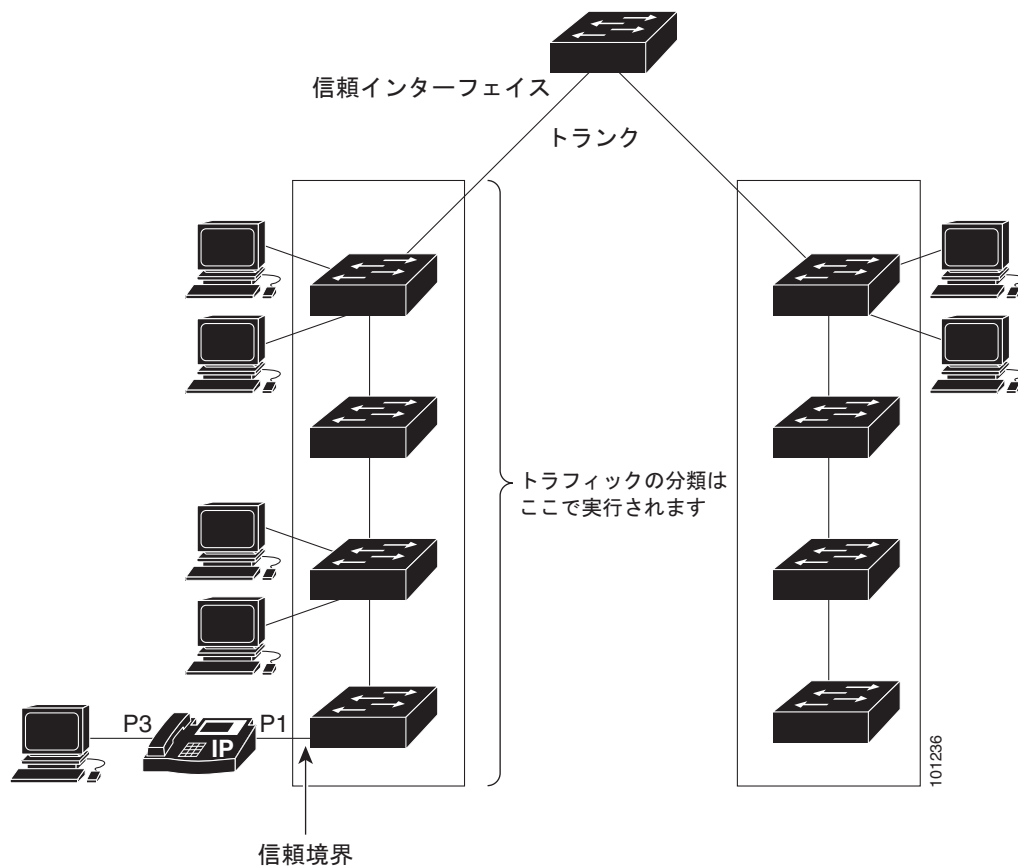 信頼インターフェイス
トランク
トラフィックの分類は
ここで実行されます
P3
IP
P1
信頼境界
101236